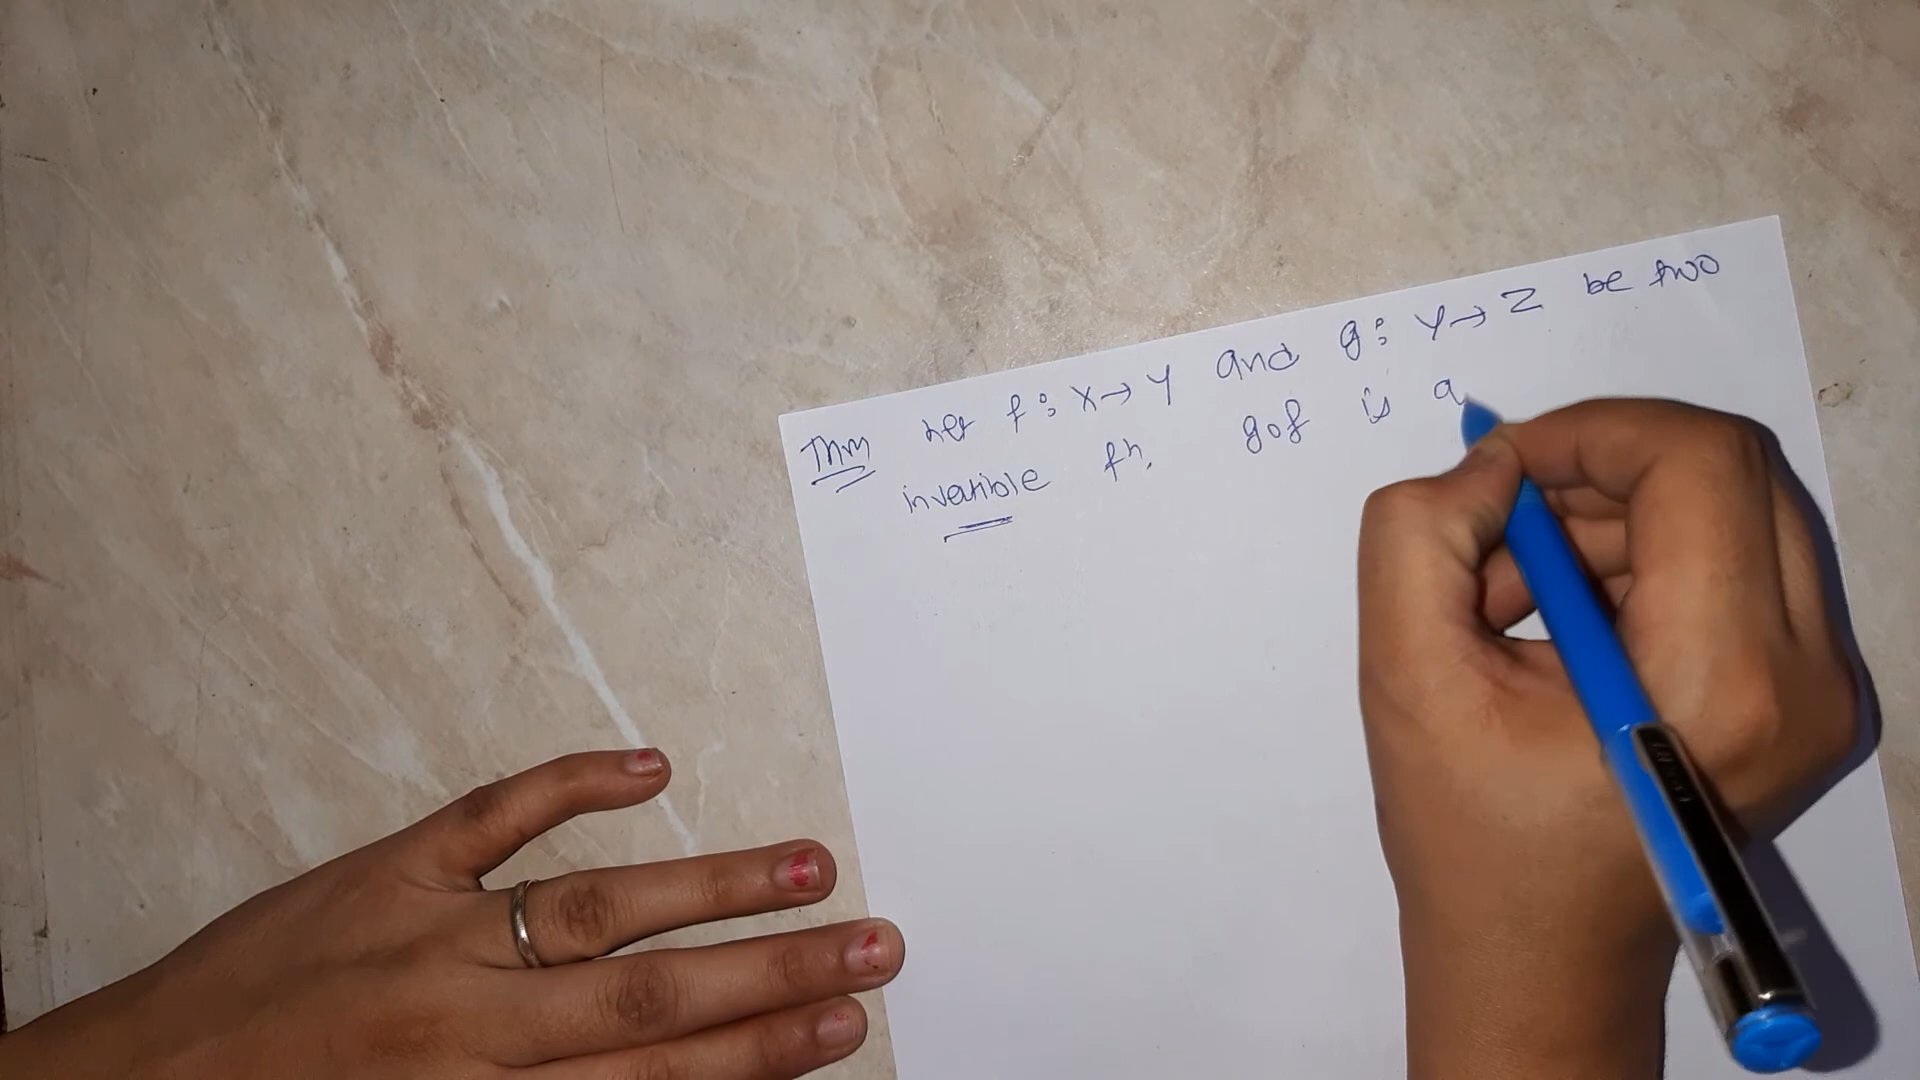 Thm Let f : X → Y and g : Y → Z be two
invertible fn. gof is a